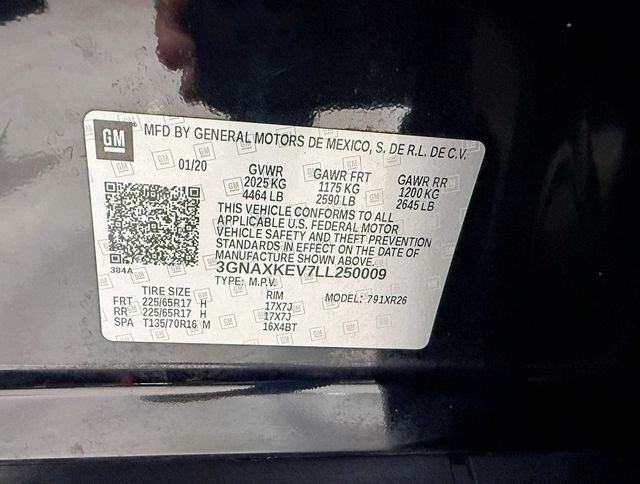 GM MFD BY GENERAL MOTORS DE MEXICO, S. DE R.L. DE C.V.
01/20 GVWR GAWR FRT GAWR RR
2025 KG 1175 KG 1200 KG
4464 LB 2590 LB 2645 LB
THIS VEHICLE CONFORMS TO ALL
APPLICABLE U.S. FEDERAL MOTOR
VEHICLE SAFETY AND THEFT PREVENTION
STANDARDS IN EFFECT ON THE DATE OF
MANUFACTURE SHOWN ABOVE.
384A 3GNAXKEV7LL250009
TYPE: M.P.V. MODEL: 791XR26
TIRE SIZE RIM
FRT 225/65R17 H 17X7J
RR 225/65R17 H 17X7J
SPA T135/70R16 M 16X4BT